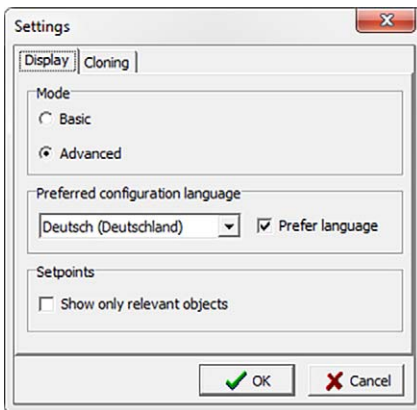 Settings
Display Cloning
Mode
Basic
Advanced
Preferred configuration language
Deutsch (Deutschland) Prefer language
Setpoints
Show only relevant objects
OK Cancel